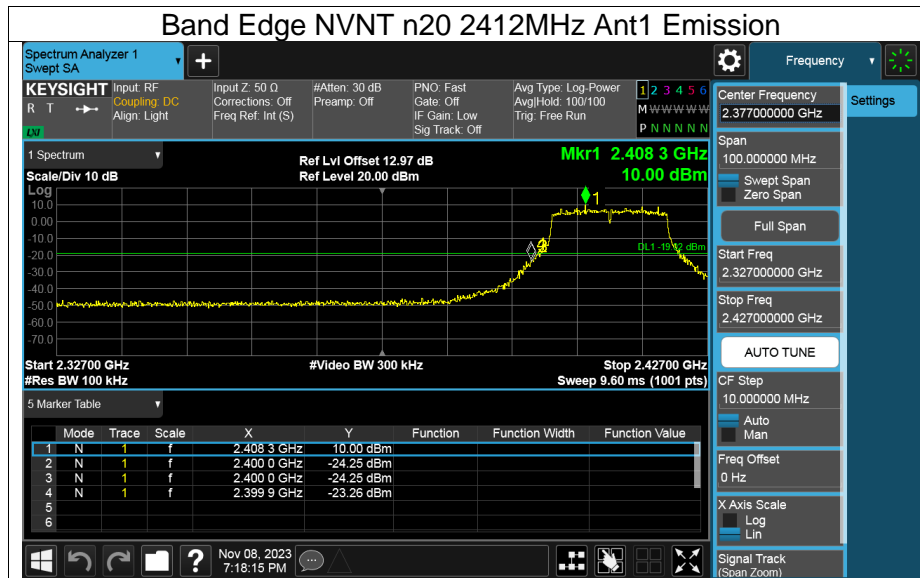 Band Edge NVNT n20 2412MHz Ant1 Emission
Spectrum Analyzer 1
Swept SA
+
Frequency
KEYSIGHT
R T
LXI
Input: RF
Coupling: DC
Align: Light
Input Z: 50 Ω
Corrections: Off
Freq Ref: Int (S)
#Atten: 30 dB
Preamp: Off
PNO: Fast
Gate: Off
IF Gain: Low
Sig Track: Off
Avg Type: Log-Power
Avg|Hold: 100/100
Trig: Free Run
1 2 3 4 5 6
M W W W W W
P N N N N N
Center Frequency
2.377000000 GHz
Settings
1 Spectrum
Scale/Div 10 dB
Ref Lvl Offset 12.97 dB
Ref Level 20.00 dBm
Mkr1 2.408 3 GHz
10.00 dBm
Span
100.000000 MHz
Swept Span
Zero Span
Full Span
Start Freq
2.327000000 GHz
Stop Freq
2.427000000 GHz
AUTO TUNE
CF Step
10.000000 MHz
Auto
Man
Freq Offset
0 Hz
X Axis Scale
Log
Lin
Signal Track
(Span Zoom)
Log
10.0
0.00
-10.0
-20.0
-30.0
-40.0
-50.0
-60.0
-70.0
1
Start 2.32700 GHz
#Video BW 300 kHz
Stop 2.42700 GHz
#Res BW 100 kHz
Sweep 9.60 ms (1001 pts)
5 Marker Table
Mode Trace Scale X Y Function Function Width Function Value
1 N 1 f 2.408 3 GHz 10.00 dBm
2 N 1 f 2.400 0 GHz -24.25 dBm
3 N 1 f 2.400 0 GHz -24.25 dBm
4 N 1 f 2.399 9 GHz -23.26 dBm
5
6
?
Nov 08, 2023
7:18:15 PM